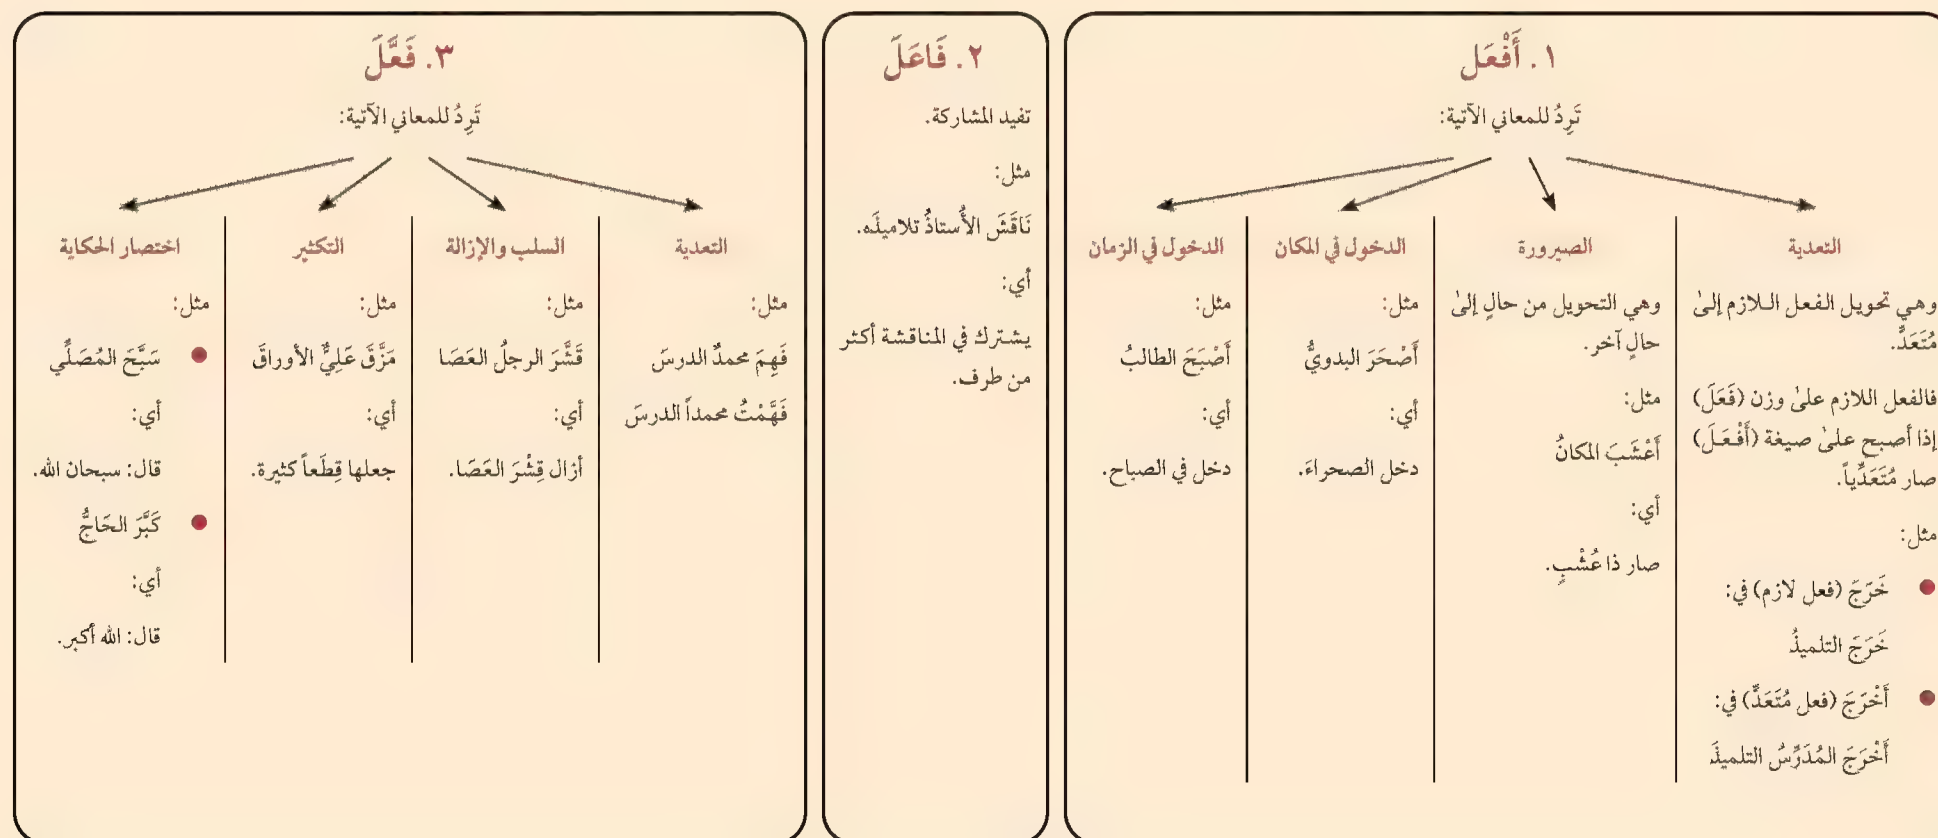 ١. أَفْعَل
تَرِدُ للمعاني الآتية:
التعدية
وهي تحويل الفعل اللازم إلىٰ
مُتَعَدٍّ.
فالفعل اللازم علىٰ وزن (فَعَلَ)
إذا أصبح علىٰ صيغة (أَفْعَلَ)
صار مُتَعَدِّياً.
مثل:
خَرَجَ (فعل لازم) في:
خَرَجَ التلميذُ
أَخْرَجَ (فعل مُتَعَدٍّ) في:
أَخْرَجَ المُدَرِّسُ التلميذَ
الصيرورة
وهي التحويل من حالٍ إلىٰ
حالٍ آخر.
مثل:
أَعْشَبَ المكانُ
أي:
صار ذا عُشْبٍ.
الدخول في المكان
مثل:
أَصْحَرَ البدويُّ
أي:
دخل الصحراءَ.
الدخول في الزمان
مثل:
أَصْبَحَ الطالبُ
أي:
دخل في الصباح.
٢. فَاعَلَ
تفيد المشاركة.
مثل:
نَاقَشَ الأُستاذُ تلاميذَه.
أي:
يشترك في المناقشة أكثر
من طرف.
٣. فَعَّلَ
تَرِدُ للمعاني الآتية:
التعدية
مثل:
فَهِمَ محمدٌ الدرسَ
فَهَّمْتُ محمداً الدرسَ
السلب والإزالة
مثل:
قَشَّرَ الرجلُ العَصَا
أي:
أزال قِشْرَ العَصَا.
التكثير
مثل:
مَزَّقَ عَلِيٌّ الأوراقَ
أي:
جعلها قِطَعاً كثيرة.
اختصار الحكاية
مثل:
سَبَّحَ المُصَلِّي
أي:
قال: سبحان الله.
كَبَّرَ الحَاجُّ
أي:
قال: الله أكبر.